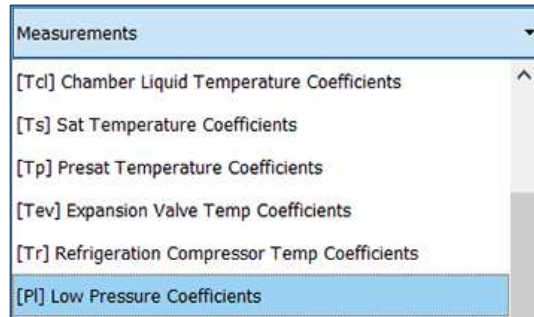 Measurements
[Tcl] Chamber Liquid Temperature Coefficients
[Ts] Sat Temperature Coefficients
[Tp] Presat Temperature Coefficients
[Tev] Expansion Valve Temp Coefficients
[Tr] Refrigeration Compressor Temp Coefficients
[Pl] Low Pressure Coefficients